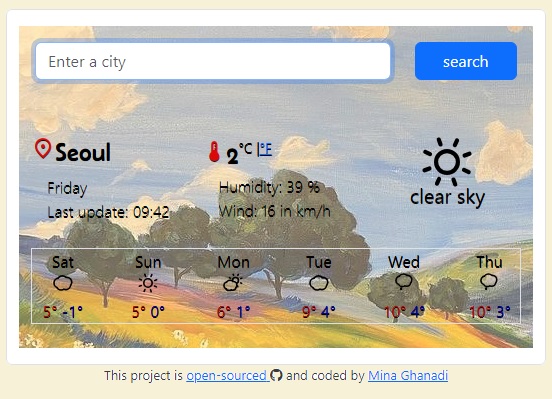 Enter a city
search
Seoul
2 °C |°F
clear sky
Friday
Humidity: 39 %
Last update: 09:42
Wind: 16 in km/h
Sat Sun Mon Tue Wed Thu
5° -1° 5° 0° 6° 1° 9° 4° 10° 4° 10° 3°
This project is open-sourced and coded by Mina Ghanadi